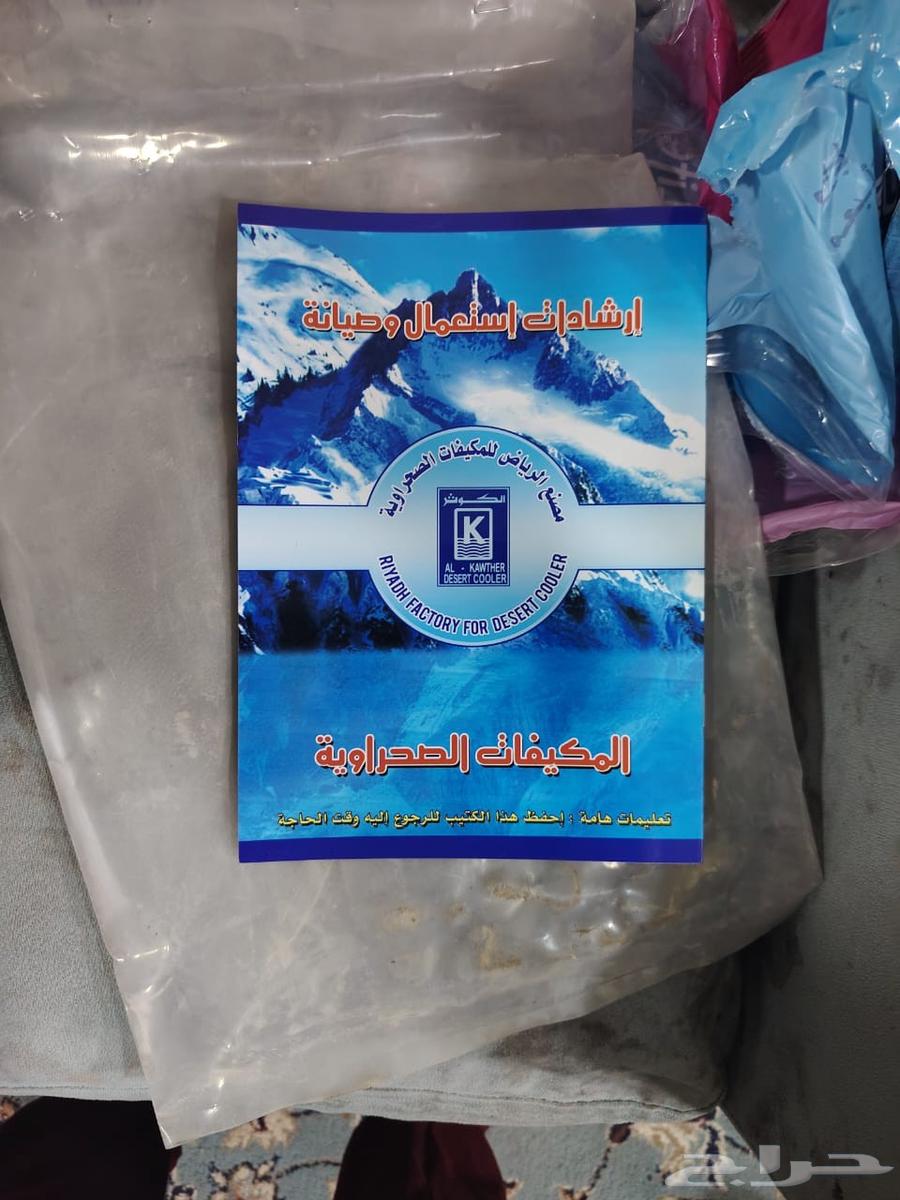 إرشادات إستعمال وصيانة
مصنع الرياض للمكيفات الصحراوية
الكوثر
K
AL - KAWTHER
DESERT COOLER
RIYADH FACTORY FOR DESERT COOLER
المكيفات الصحراوية
تعليمات هامة : إحفظ هذا الكتيب للرجوع إليه وقت الحاجة
حراج